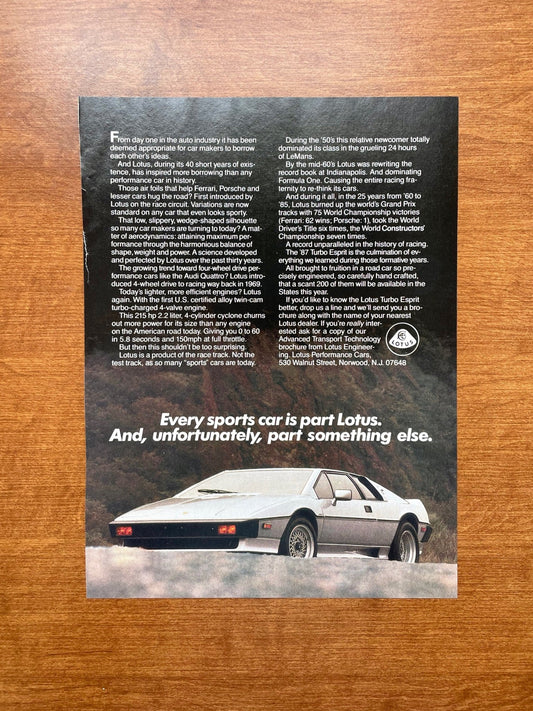 From day one in the auto industry it has been
deemed appropriate for car makers to borrow
each other's ideas.
And Lotus, during its 40 short years of exis-
tence, has inspired more borrowing than any
performance car in history.
Those air foils that help Ferrari, Porsche and
lesser cars hug the road? First introduced by
Lotus on the race circuit. Variations are now
standard on any car that even looks sporty.
That low, slippery, wedge-shaped silhouette
so many car makers are turning to today? A mat-
ter of aerodynamics: attaining maximum per-
formance through the harmonious balance of
shape, weight and power. A science developed
and perfected by Lotus over the past thirty years.
The growing trend toward four-wheel drive per-
formance cars like the Audi Quattro? Lotus intro-
duced 4-wheel drive to racing way back in 1969.
Today's lighter, more efficient engines? Lotus
again. With the first U.S. certified alloy twin-cam
turbo-charged 4-valve engine.
This 215 hp 2.2 liter, 4-cylinder cyclone churns
out more power for its size than any engine
on the American road today. Giving you 0 to 60
in 5.8 seconds and 150mph at full throttle.
But then this shouldn't be too surprising.
Lotus is a product of the race track. Not the
test track, as so many "sports" cars are today.
During the '50's this relative newcomer totally
dominated its class in the grueling 24 hours
of LeMans.
By the mid-60's Lotus was rewriting the
record book at Indianapolis. And dominating
Formula One. Causing the entire racing fra-
ternity to re-think its cars.
And during it all, in the 25 years from '60 to
'85, Lotus burned up the world's Grand Prix
tracks with 75 World Championship victories
(Ferrari: 62 wins; Porsche: 1), took the World
Driver's Title six times, the World Constructors'
Championship seven times.
A record unparalleled in the history of racing.
The '87 Turbo Esprit is the culmination of ev-
erything we learned during those formative years.
All brought to fruition in a road car so pre-
cisely engineered, so carefully hand crafted,
that a scant 200 of them will be available in the
States this year.
If you'd like to know the Lotus Turbo Esprit
better, drop us a line and we'll send you a bro-
chure along with the name of your nearest
Lotus dealer. If you're really inter-
ested ask for a copy of our
Advanced Transport Technology
brochure from Lotus Engineer-
ing. Lotus Performance Cars,
530 Walnut Street, Norwood, N.J. 07648
LOTUS
Every sports car is part Lotus.
And, unfortunately, part something else.